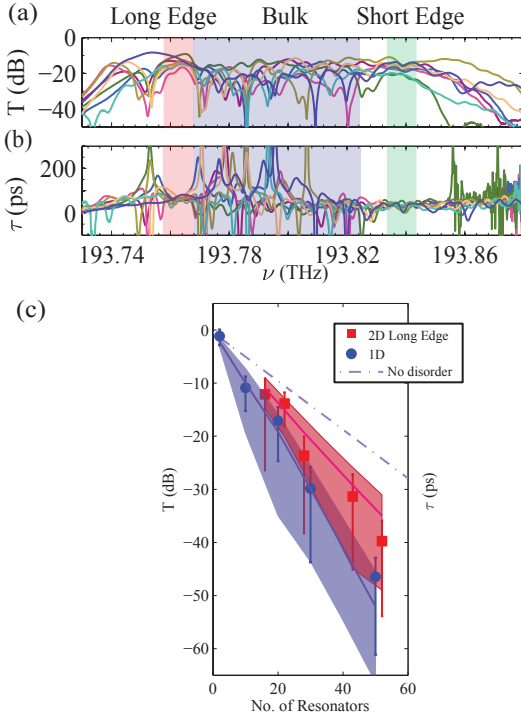 (a) Long Edge Bulk Short Edge
0
−20
−40
T (dB)
(b)
200
100
0
τ (ps)
193.74 193.78 193.82 193.86
ν (THz)
(c)
0
−10
−20
−30
−40
−50
−60
T (dB)
2D Long Edge
1D
No disorder
τ (ps)
0 20 40 60
No. of Resonators